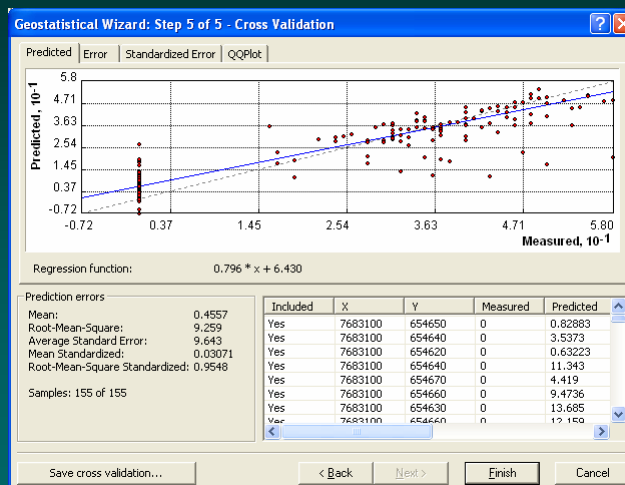 Geostatistical Wizard: Step 5 of 5 - Cross Validation
Predicted Error Standardized Error QQPlot
Predicted, 10-1
5.8
4.71
3.63
2.54
1.45
0.37
-0.72
-0.72 0.37 1.45 2.54 3.63 4.71 5.80
Measured, 10-1
Regression function: 0.796 * x + 6.430
Prediction errors
Mean: 0.4557
Root-Mean-Square: 9.259
Average Standard Error: 9.643
Mean Standardized: 0.03071
Root-Mean-Square Standardized: 0.9548
Samples: 155 of 155
Included X Y Measured Predicted
Yes 7683100 654650 0 0.82883
Yes 7683100 654640 0 3.5373
Yes 7683100 654620 0 0.63223
Yes 7683100 654640 0 11.343
Yes 7683100 654670 0 4.419
Yes 7683100 654660 0 9.4736
Yes 7683100 654630 0 13.685
Yes 7683100 654660 0 12.159
Save cross validation... < Back Next > Finish Cancel